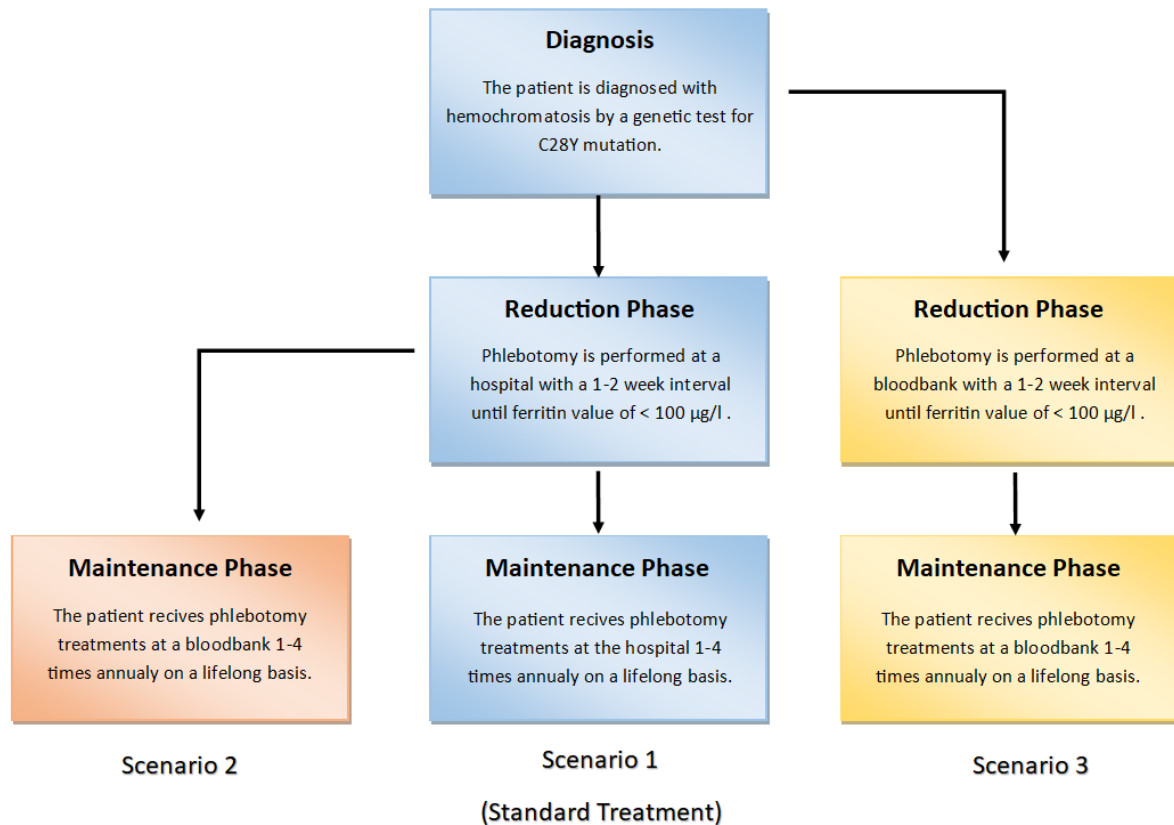 Diagnosis
The patient is diagnosed with
hemochromatosis by a genetic test for
C28Y mutation.
Reduction Phase
Phlebotomy is performed at a
hospital with a 1-2 week interval
until ferritin value of < 100 µg/l .
Reduction Phase
Phlebotomy is performed at a
bloodbank with a 1-2 week interval
until ferritin value of < 100 µg/l .
Maintenance Phase
The patient recives phlebotomy
treatments at a bloodbank 1-4
times annualy on a lifelong basis.
Maintenance Phase
The patient recives phlebotomy
treatments at the hospital 1-4
times annualy on a lifelong basis.
Maintenance Phase
The patient recives phlebotomy
treatments at a bloodbank 1-4
times annualy on a lifelong basis.
Scenario 2
Scenario 1
(Standard Treatment)
Scenario 3